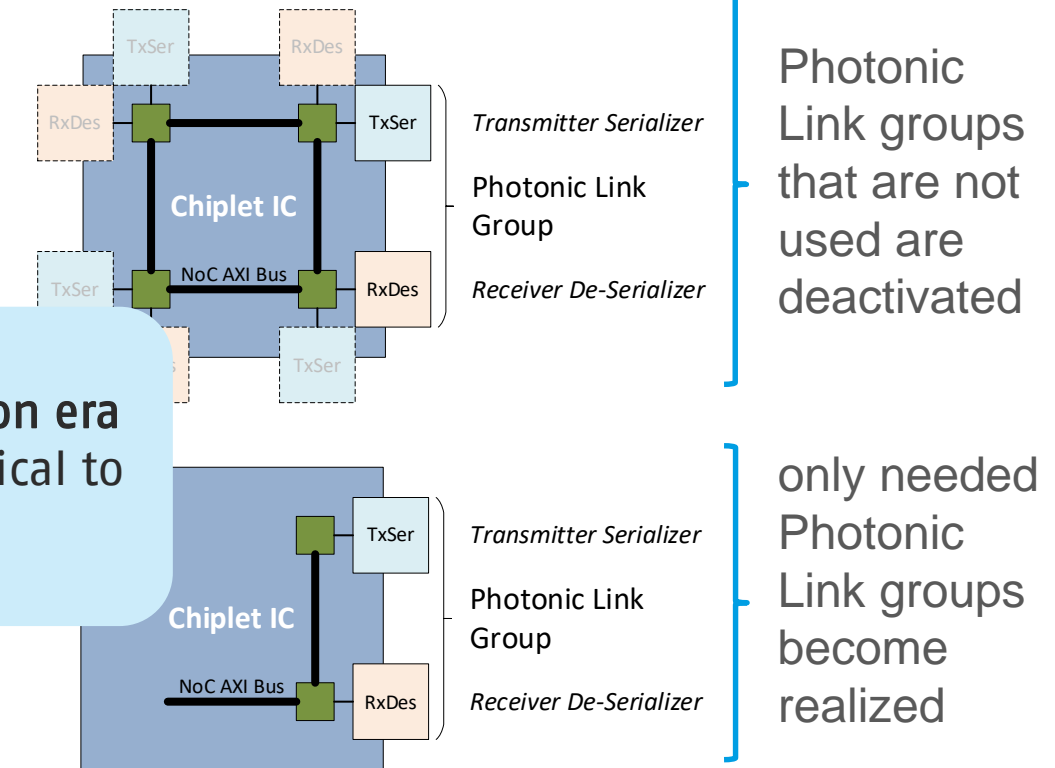 TxSer
RxDes
RxDes
TxSer
Transmitter Serializer
Chiplet IC
Photonic Link
Group
NoC AXI Bus
TxSer
RxDes
Receiver De-Serializer
TxSer
Photonic
Link groups
that are not
used are
deactivated
on era
ical to
TxSer
Transmitter Serializer
Chiplet IC
Photonic Link
Group
NoC AXI Bus
RxDes
Receiver De-Serializer
only needed
Photonic
Link groups
become
realized